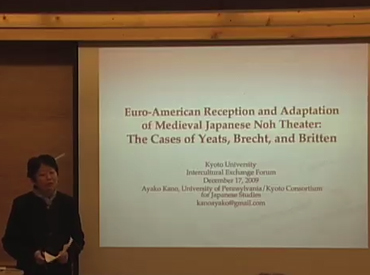 Euro-American Reception and Adaptation
of Medieval Japanese Noh Theater:
The Cases of Yeats, Brecht, and Britten
Kyoto University
Intercultural Exchange Forum
December 17, 2009
Ayako Kano, University of Pennsylvania/Kyoto Consortium
for Japanese Studies
kanoayako@gmail.com